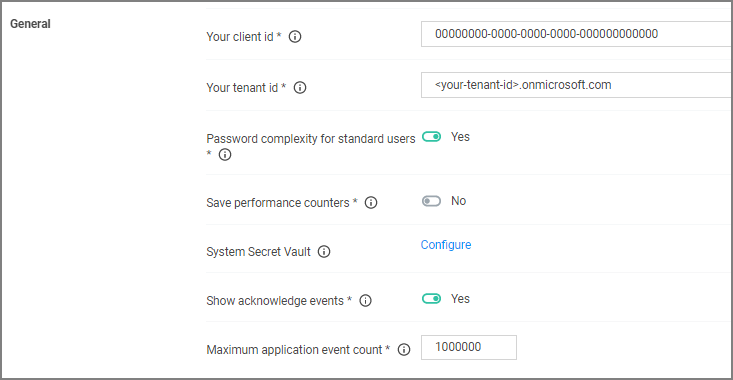 General
Your client id *
00000000-0000-0000-0000-000000000000
Your tenant id *
<your-tenant-id>.onmicrosoft.com
Password complexity for standard users
*
Yes
Save performance counters *
No
System Secret Vault
Configure
Show acknowledge events *
Yes
Maximum application event count *
1000000